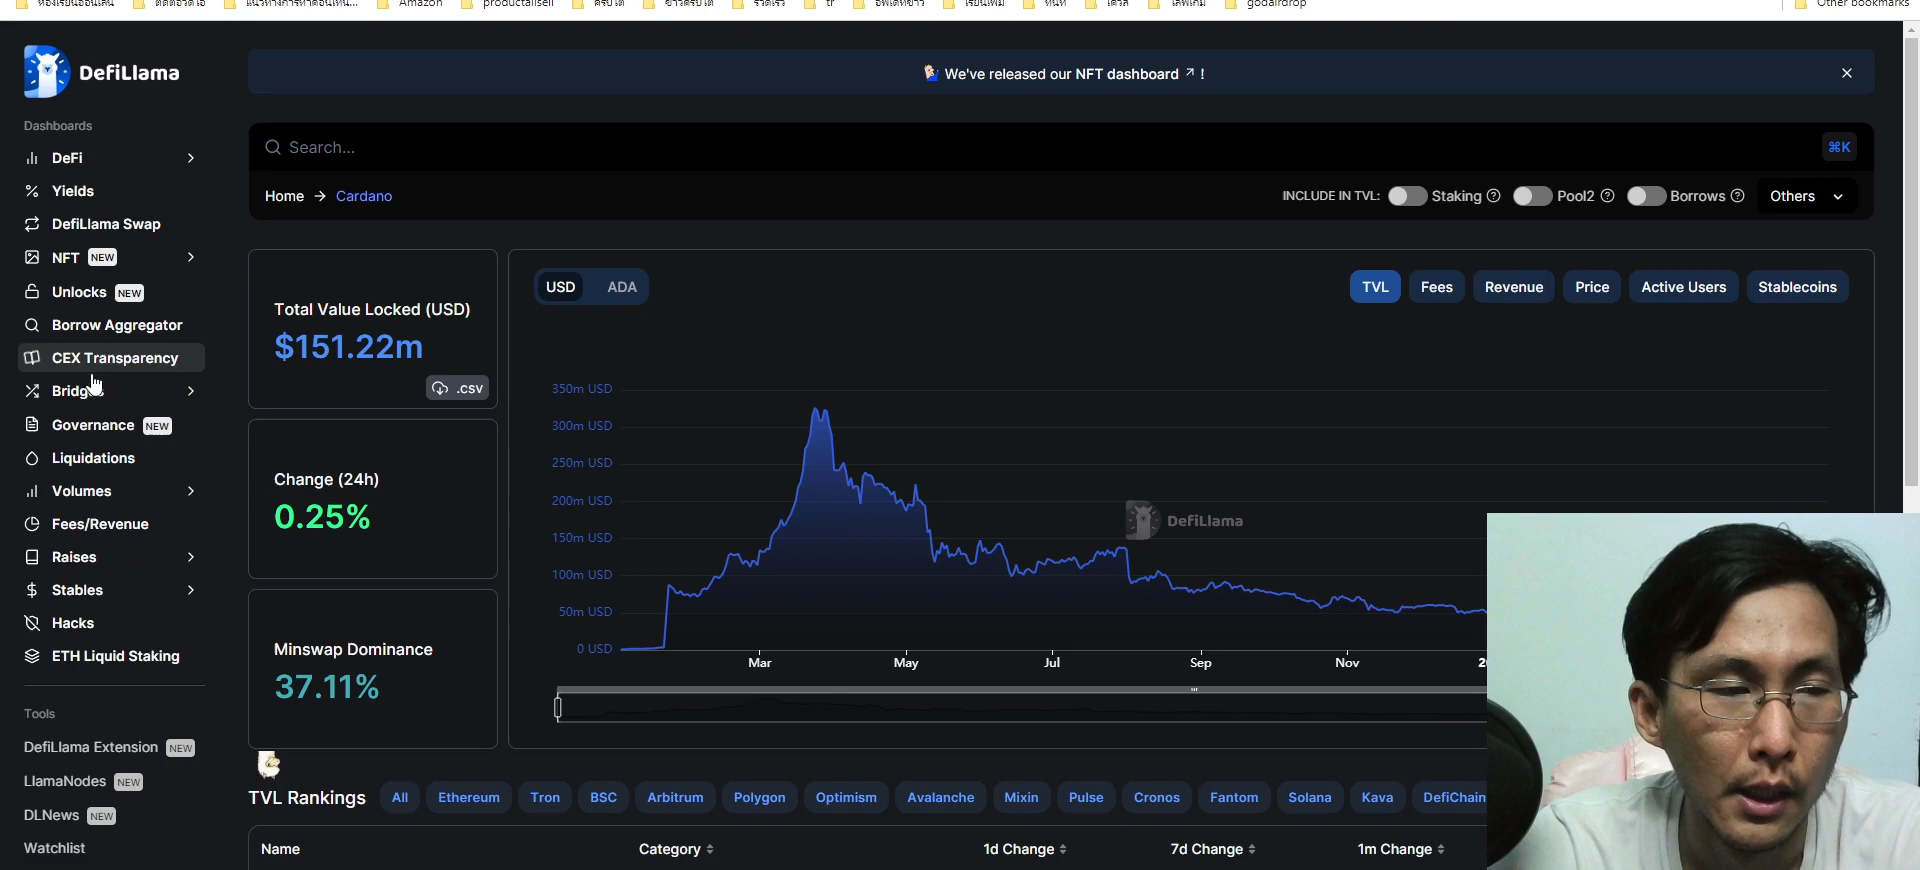 Amazon
productallsell
tr
godairdrop
Other bookmarks
DefiLlama
We've released our NFT dashboard ↗ !
Dashboards
DeFi
Yields
DefiLlama Swap
NFT NEW
Unlocks NEW
Borrow Aggregator
CEX Transparency
Governance NEW
Liquidations
Volumes
Fees/Revenue
Raises
Stables
Hacks
ETH Liquid Staking
Tools
DefiLlama Extension NEW
LlamaNodes NEW
DLNews NEW
Watchlist
Search...
⌘K
Home → Cardano
INCLUDE IN TVL: Staking Pool2 Borrows Others
Total Value Locked (USD)
$151.22m
.csv
Change (24h)
0.25%
Minswap Dominance
37.11%
USD ADA
TVL Fees Revenue Price Active Users Stablecoins
350m USD
300m USD
250m USD
200m USD
150m USD
100m USD
50m USD
0 USD
DefiLlama
Mar May Jul Sep Nov
TVL Rankings
All Ethereum Tron BSC Arbitrum Polygon Optimism Avalanche Mixin Pulse Cronos Fantom Solana Kava DefiChain
Name Category 1d Change 7d Change 1m Change